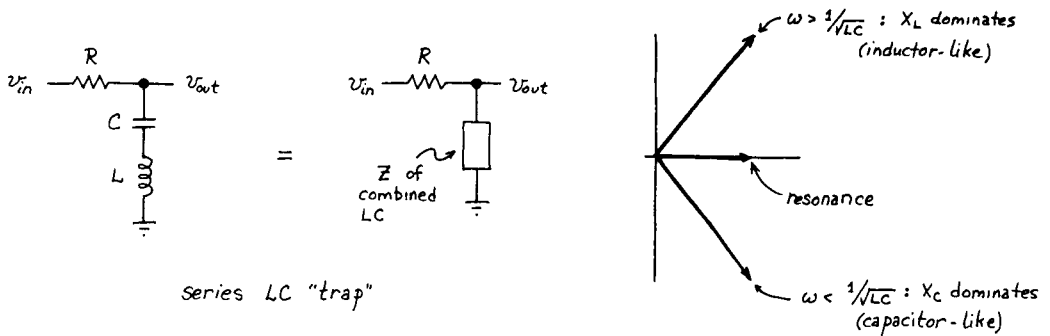 R
v_in
v_out
C
L
=
R
v_in
v_out
Z of
combined
LC
series LC "trap"
ω > 1/√LC : X_L dominates
(inductor-like)
resonance
ω < 1/√LC : X_C dominates
(capacitor-like)